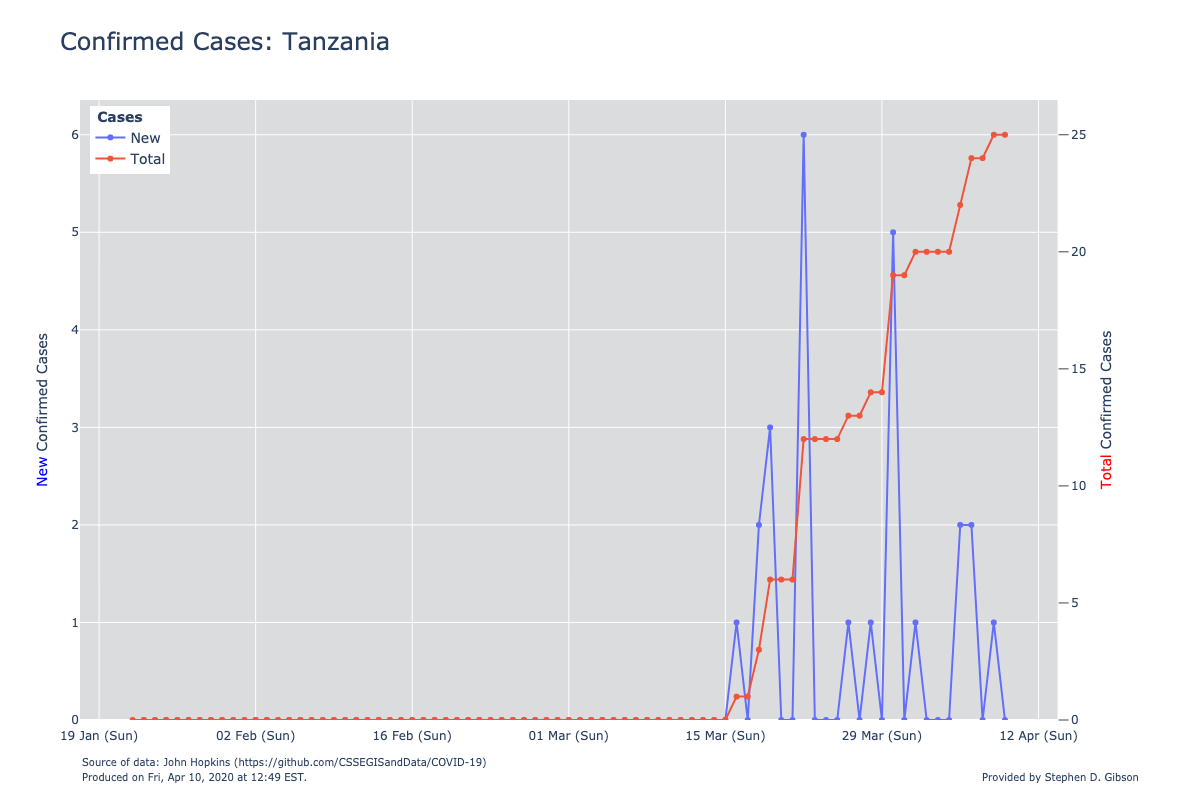 Confirmed Cases: Tanzania
Cases
New
Total
6
5
4
3
2
1
0
25
20
15
10
5
0
New Confirmed Cases
Total Confirmed Cases
19 Jan (Sun) 02 Feb (Sun) 16 Feb (Sun) 01 Mar (Sun) 15 Mar (Sun) 29 Mar (Sun) 12 Apr (Sun)
Source of data: John Hopkins (https://github.com/CSSEGISandData/COVID-19)
Produced on Fri, Apr 10, 2020 at 12:49 EST.
Provided by Stephen D. Gibson